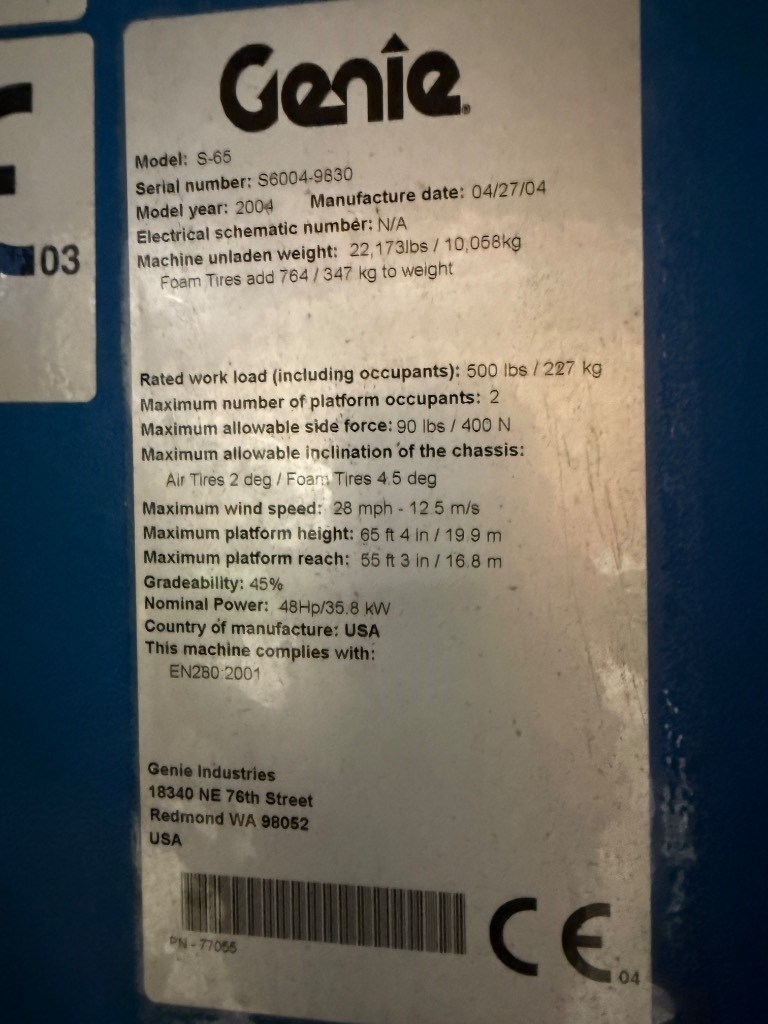 Genie®
Model: S-65
Serial number: S6004-9830
Model year: 2004 Manufacture date: 04/27/04
Electrical schematic number: N/A
Machine unladen weight: 22,173lbs / 10,058kg
Foam Tires add 764 / 347 kg to weight
Rated work load (including occupants): 500 lbs / 227 kg
Maximum number of platform occupants: 2
Maximum allowable side force: 90 lbs / 400 N
Maximum allowable inclination of the chassis:
Air Tires 2 deg / Foam Tires 4.5 deg
Maximum wind speed: 28 mph - 12.5 m/s
Maximum platform height: 65 ft 4 in / 19.9 m
Maximum platform reach: 55 ft 3 in / 16.8 m
Gradeability: 45%
Nominal Power: 48Hp/35.8 kW
Country of manufacture: USA
This machine complies with:
EN280:2001
Genie Industries
18340 NE 76th Street
Redmond WA 98052
USA
PN - 77055
CE 04
03